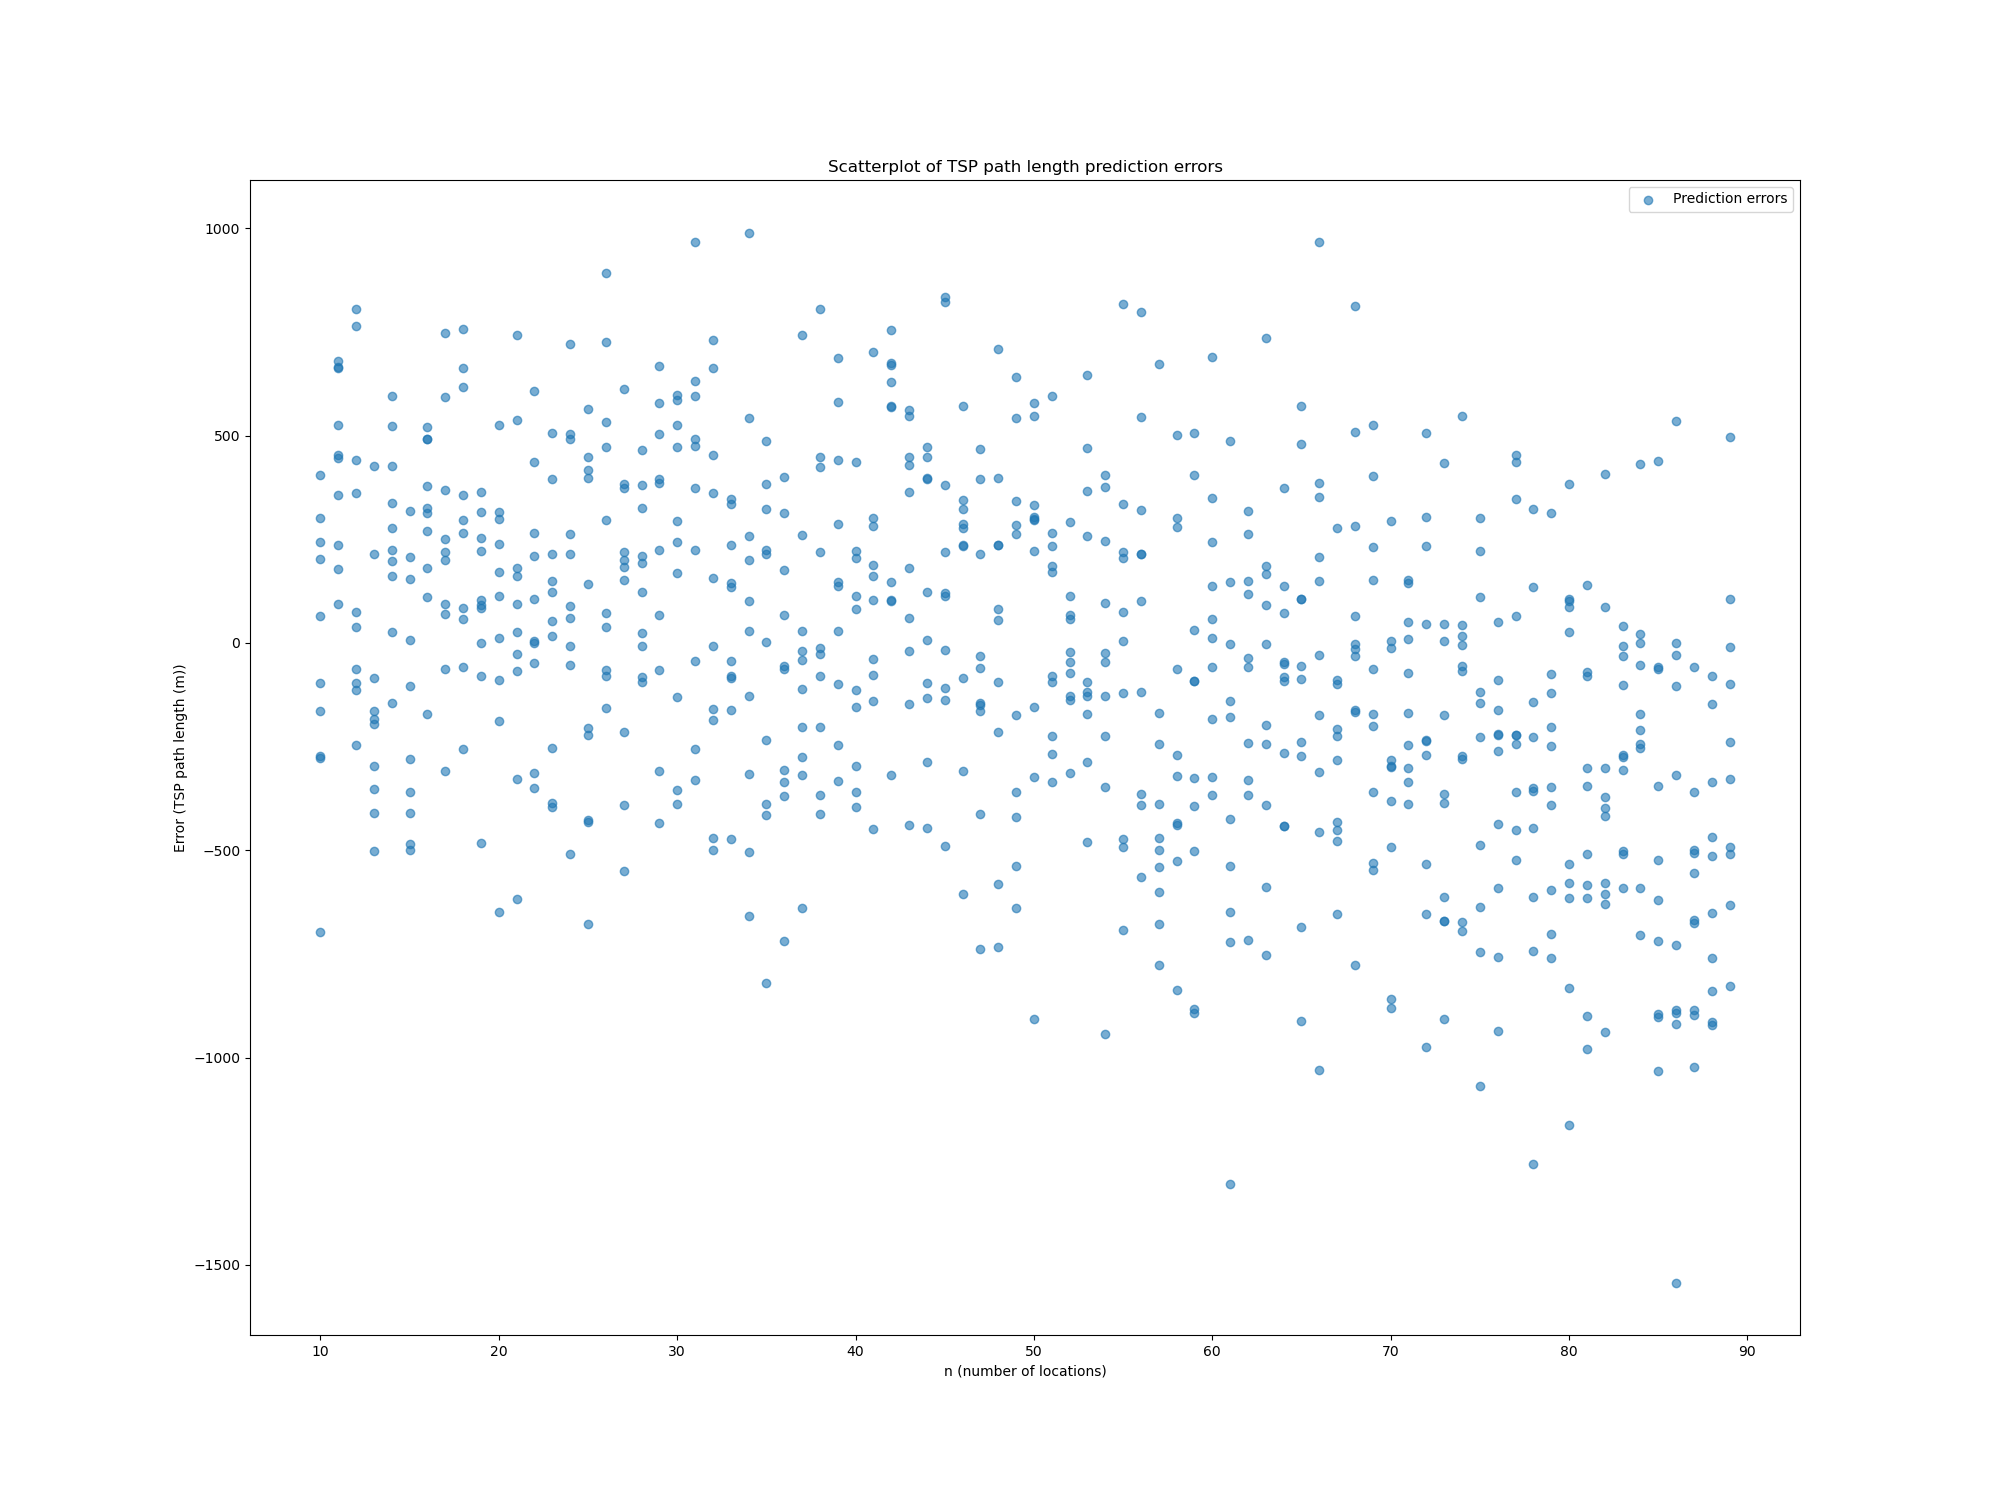 Scatterplot of TSP path length prediction errors
Prediction errors
1000
500
0
−500
−1000
−1500
Error (TSP path length (m))
10 20 30 40 50 60 70 80 90
n (number of locations)